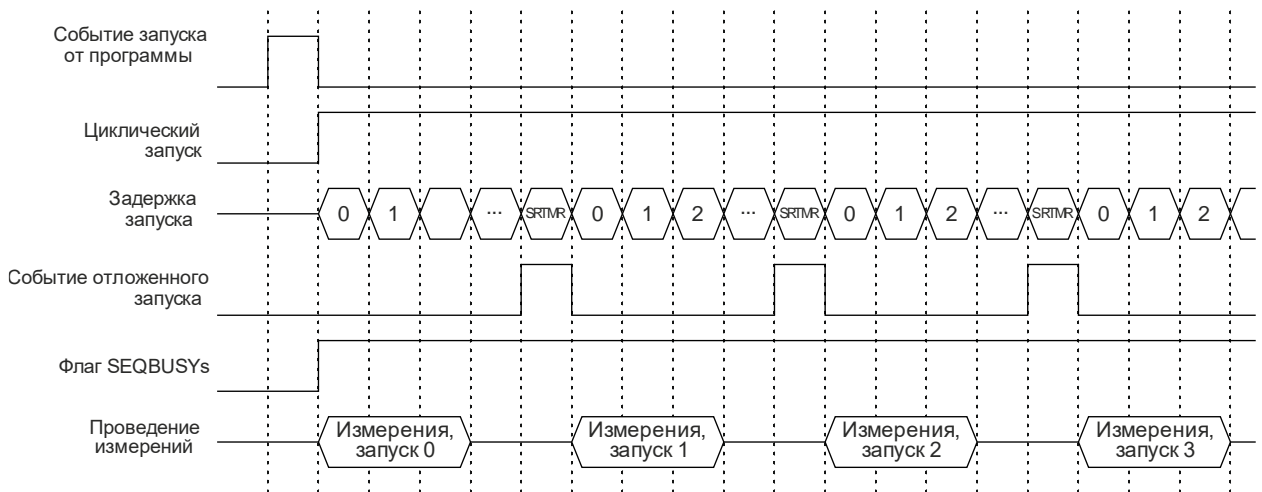 Событие запуска
от программы
Циклический
запуск
Задержка
запуска
0 1 ... SRTMR 0 1 2 ... SRTMR 0 1 2 ... SRTMR 0 1 2
Событие отложенного
запуска
Флаг SEQBUSYs
Проведение
измерений
Измерения,
запуск 0
Измерения,
запуск 1
Измерения,
запуск 2
Измерения,
запуск 3